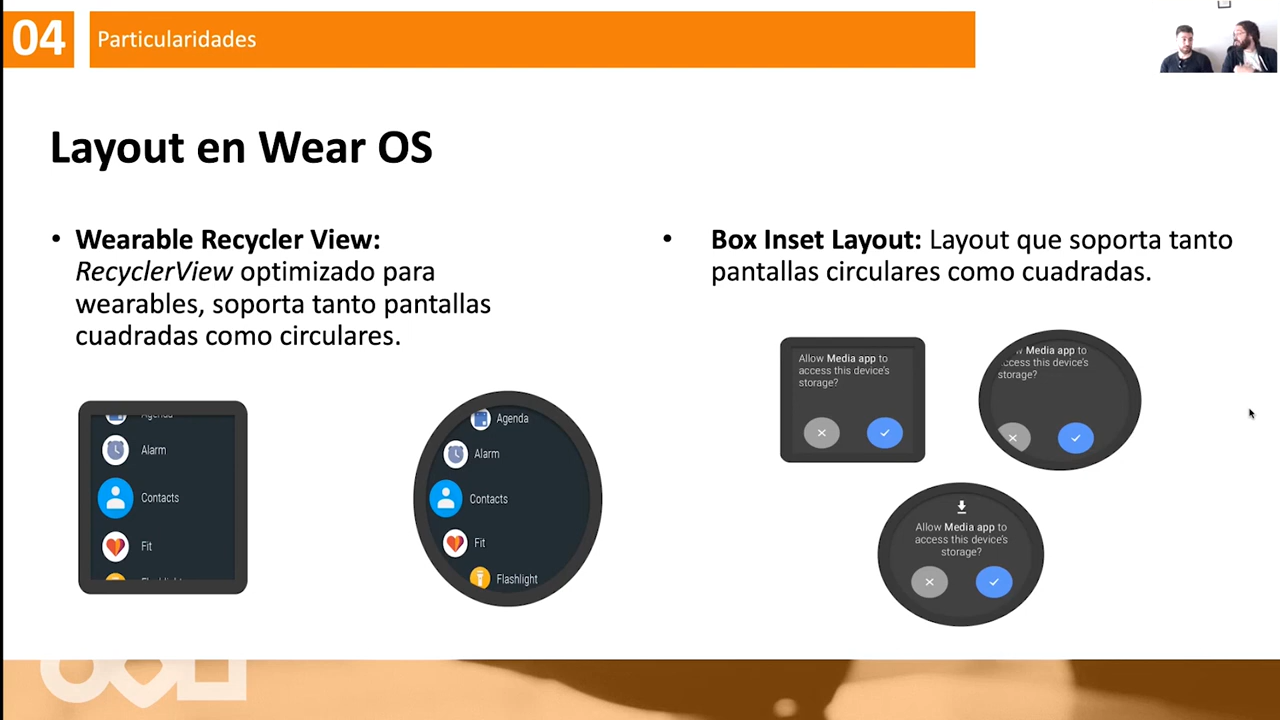 04
Particularidades
Layout en Wear OS
• Wearable Recycler View:
RecyclerView optimizado para
wearables, soporta tanto pantallas
cuadradas como circulares.
• Box Inset Layout: Layout que soporta tanto
pantallas circulares como cuadradas.
Agenda
Alarm
Contacts
Fit
Flashlight
Agenda
Alarm
Contacts
Fit
Flashlight
Allow Media app to
access this device's
storage?
Media app to
ccess this device's
storage?
Allow Media app to
access this device's
storage?